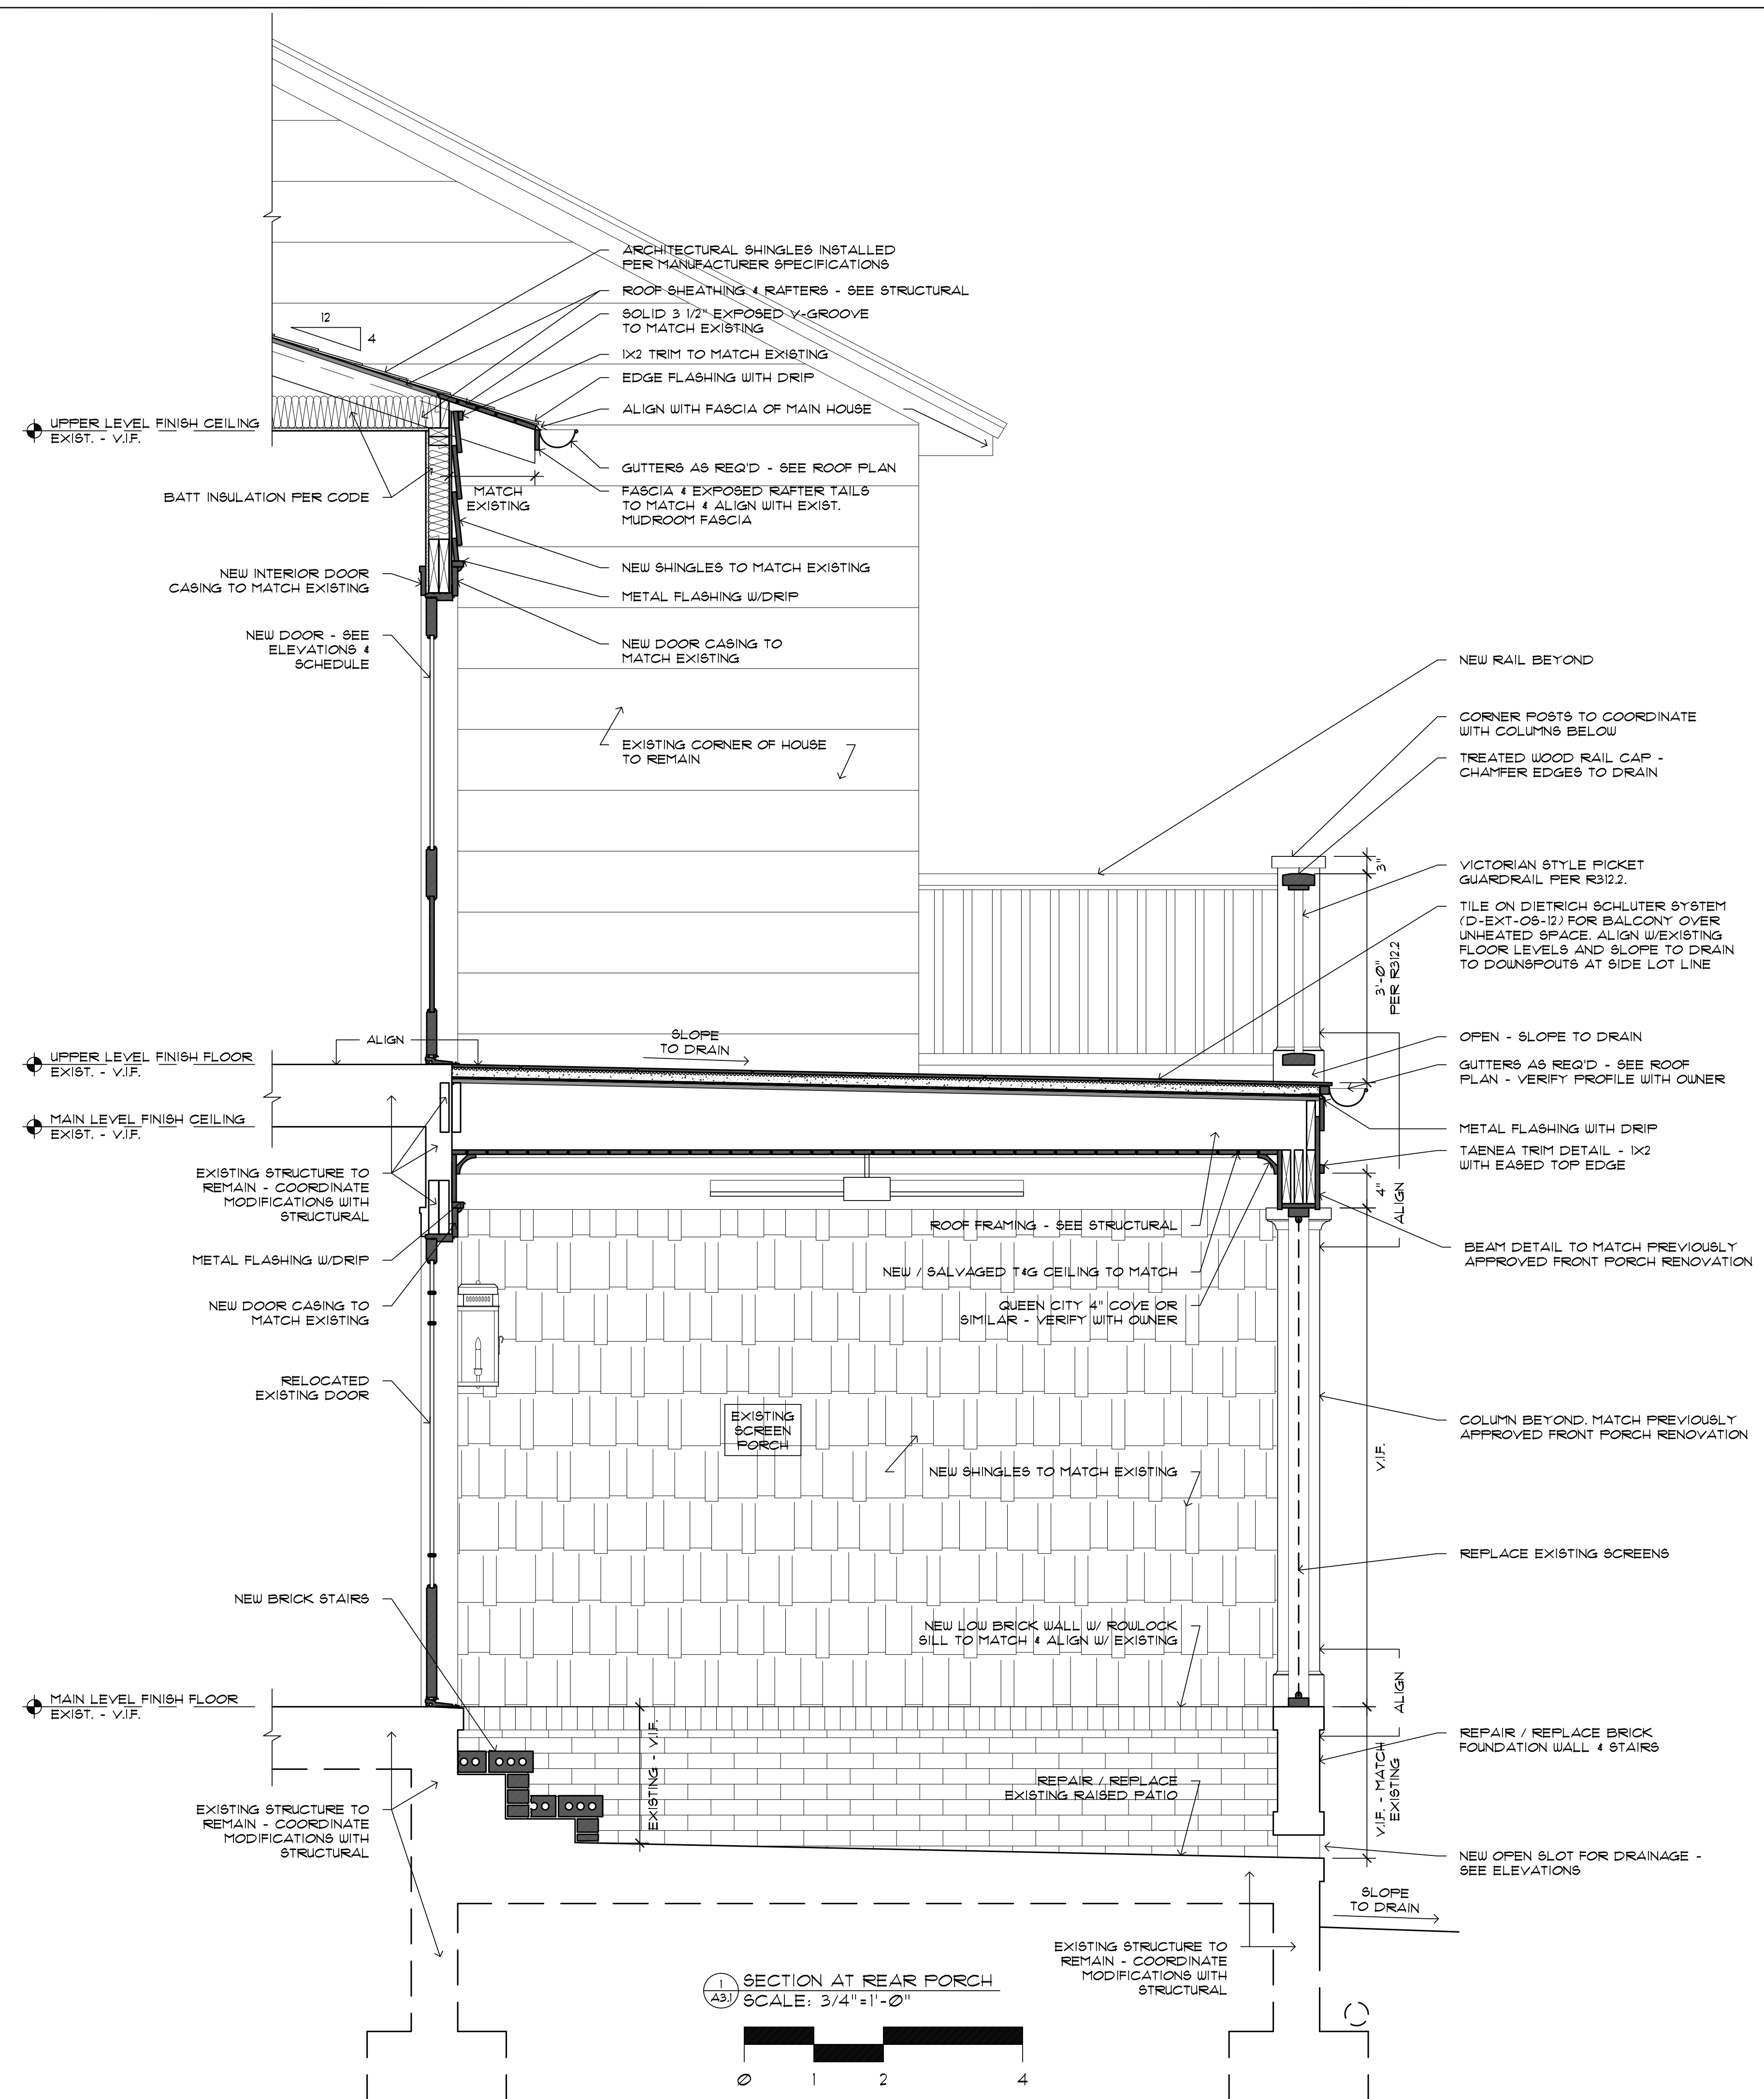 ARCHITECTURAL SHINGLES INSTALLED
PER MANUFACTURER SPECIFICATIONS
ROOF SHEATHING & RAFTERS - SEE STRUCTURAL
SOLID 3 1/2" EXPOSED V-GROOVE
TO MATCH EXISTING
12
4
1X2 TRIM TO MATCH EXISTING
EDGE FLASHING WITH DRIP
ALIGN WITH FASCIA OF MAIN HOUSE
UPPER LEVEL FINISH CEILING
EXIST. - V.I.F.
GUTTERS AS REQ'D - SEE ROOF PLAN
BATT INSULATION PER CODE
MATCH
EXISTING
FASCIA & EXPOSED RAFTER TAILS
TO MATCH & ALIGN WITH EXIST.
MUDROOM FASCIA
NEW SHINGLES TO MATCH EXISTING
NEW INTERIOR DOOR
CASING TO MATCH EXISTING
METAL FLASHING W/DRIP
NEW DOOR - SEE
ELEVATIONS &
SCHEDULE
NEW DOOR CASING TO
MATCH EXISTING
NEW RAIL BEYOND
CORNER POSTS TO COORDINATE
WITH COLUMNS BELOW
EXISTING CORNER OF HOUSE
TO REMAIN
TREATED WOOD RAIL CAP -
CHAMFER EDGES TO DRAIN
3"
VICTORIAN STYLE PICKET
GUARDRAIL PER R312.2.
TILE ON DIETRICH SCHLUTER SYSTEM
(D-EXT-OS-12) FOR BALCONY OVER
UNHEATED SPACE. ALIGN W/EXISTING
FLOOR LEVELS AND SLOPE TO DRAIN
TO DOWNSPOUTS AT SIDE LOT LINE
3'-0"
PER R312.2
ALIGN
SLOPE
TO DRAIN
OPEN - SLOPE TO DRAIN
UPPER LEVEL FINISH FLOOR
EXIST. - V.I.F.
GUTTERS AS REQ'D - SEE ROOF
PLAN - VERIFY PROFILE WITH OWNER
MAIN LEVEL FINISH CEILING
EXIST. - V.I.F.
METAL FLASHING WITH DRIP
TAENEA TRIM DETAIL - 1X2
WITH EASED TOP EDGE
EXISTING STRUCTURE TO
REMAIN - COORDINATE
MODIFICATIONS WITH
STRUCTURAL
4"
ALIGN
ROOF FRAMING - SEE STRUCTURAL
METAL FLASHING W/DRIP
BEAM DETAIL TO MATCH PREVIOUSLY
APPROVED FRONT PORCH RENOVATION
NEW / SALVAGED T&G CEILING TO MATCH
NEW DOOR CASING TO
MATCH EXISTING
QUEEN CITY 4" COVE OR
SIMILAR - VERIFY WITH OWNER
RELOCATED
EXISTING DOOR
EXISTING
SCREEN
PORCH
COLUMN BEYOND. MATCH PREVIOUSLY
APPROVED FRONT PORCH RENOVATION
V.I.F.
NEW SHINGLES TO MATCH EXISTING
REPLACE EXISTING SCREENS
NEW BRICK STAIRS
NEW LOW BRICK WALL W/ ROWLOCK
SILL TO MATCH & ALIGN W/ EXISTING
ALIGN
MAIN LEVEL FINISH FLOOR
EXIST. - V.I.F.
EXISTING - V.I.F.
REPAIR / REPLACE BRICK
FOUNDATION WALL & STAIRS
REPAIR / REPLACE
EXISTING RAISED PATIO
V.I.F. - MATCH
EXISTING
EXISTING STRUCTURE TO
REMAIN - COORDINATE
MODIFICATIONS WITH
STRUCTURAL
NEW OPEN SLOT FOR DRAINAGE -
SEE ELEVATIONS
SLOPE
TO DRAIN
EXISTING STRUCTURE TO
REMAIN - COORDINATE
MODIFICATIONS WITH
STRUCTURAL
1
A3.1
SECTION AT REAR PORCH
SCALE: 3/4"=1'-0"
0 1 2 4